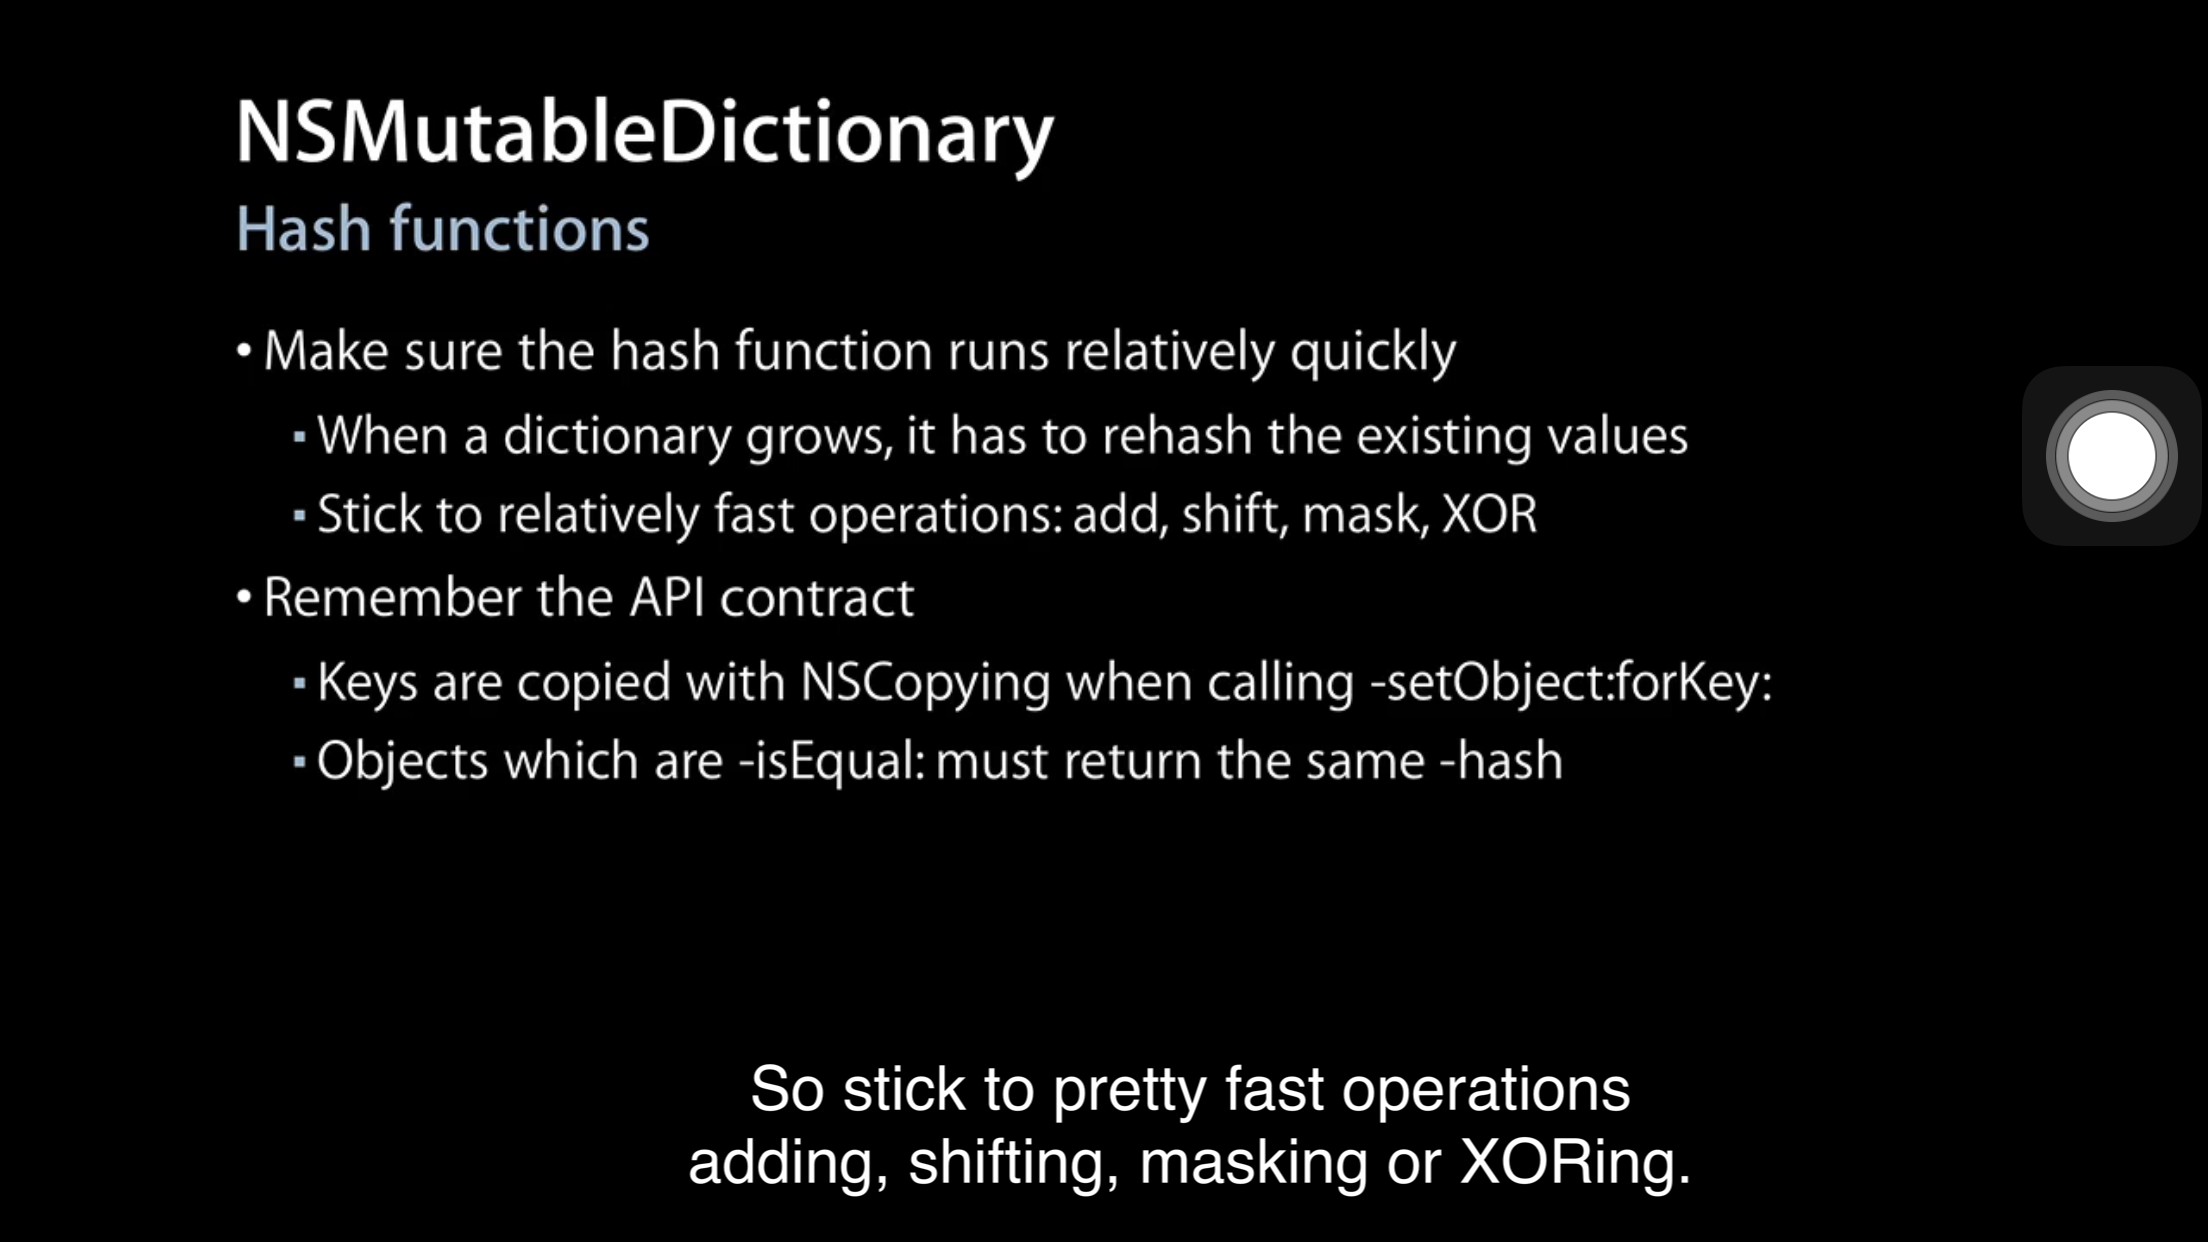 NSMutableDictionary
Hash functions
• Make sure the hash function runs relatively quickly
▪ When a dictionary grows, it has to rehash the existing values
▪ Stick to relatively fast operations: add, shift, mask, XOR
• Remember the API contract
▪ Keys are copied with NSCopying when calling -setObject:forKey:
▪ Objects which are -isEqual: must return the same -hash
So stick to pretty fast operations
adding, shifting, masking or XORing.